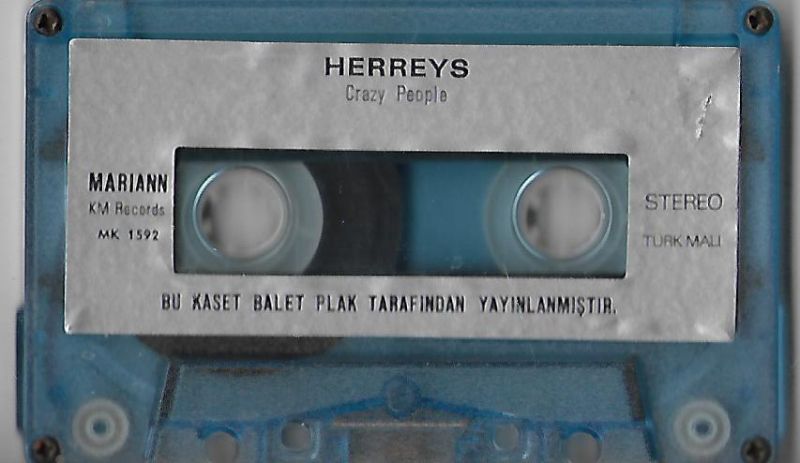 HERREYS
Crazy People
MARIANN
KM Records
MK 1592
STEREO
TURK MALI
BU KASET BALET PLAK TARAFINDAN YAYINLANMIŞTIR.